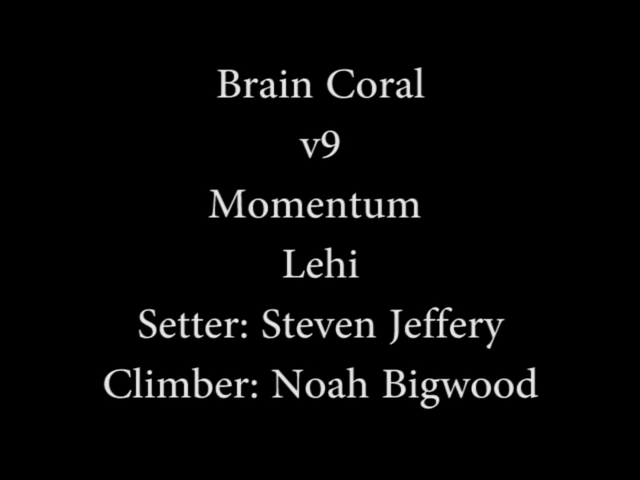 Brain Coral
v9
Momentum
Lehi
Setter: Steven Jeffery
Climber: Noah Bigwood